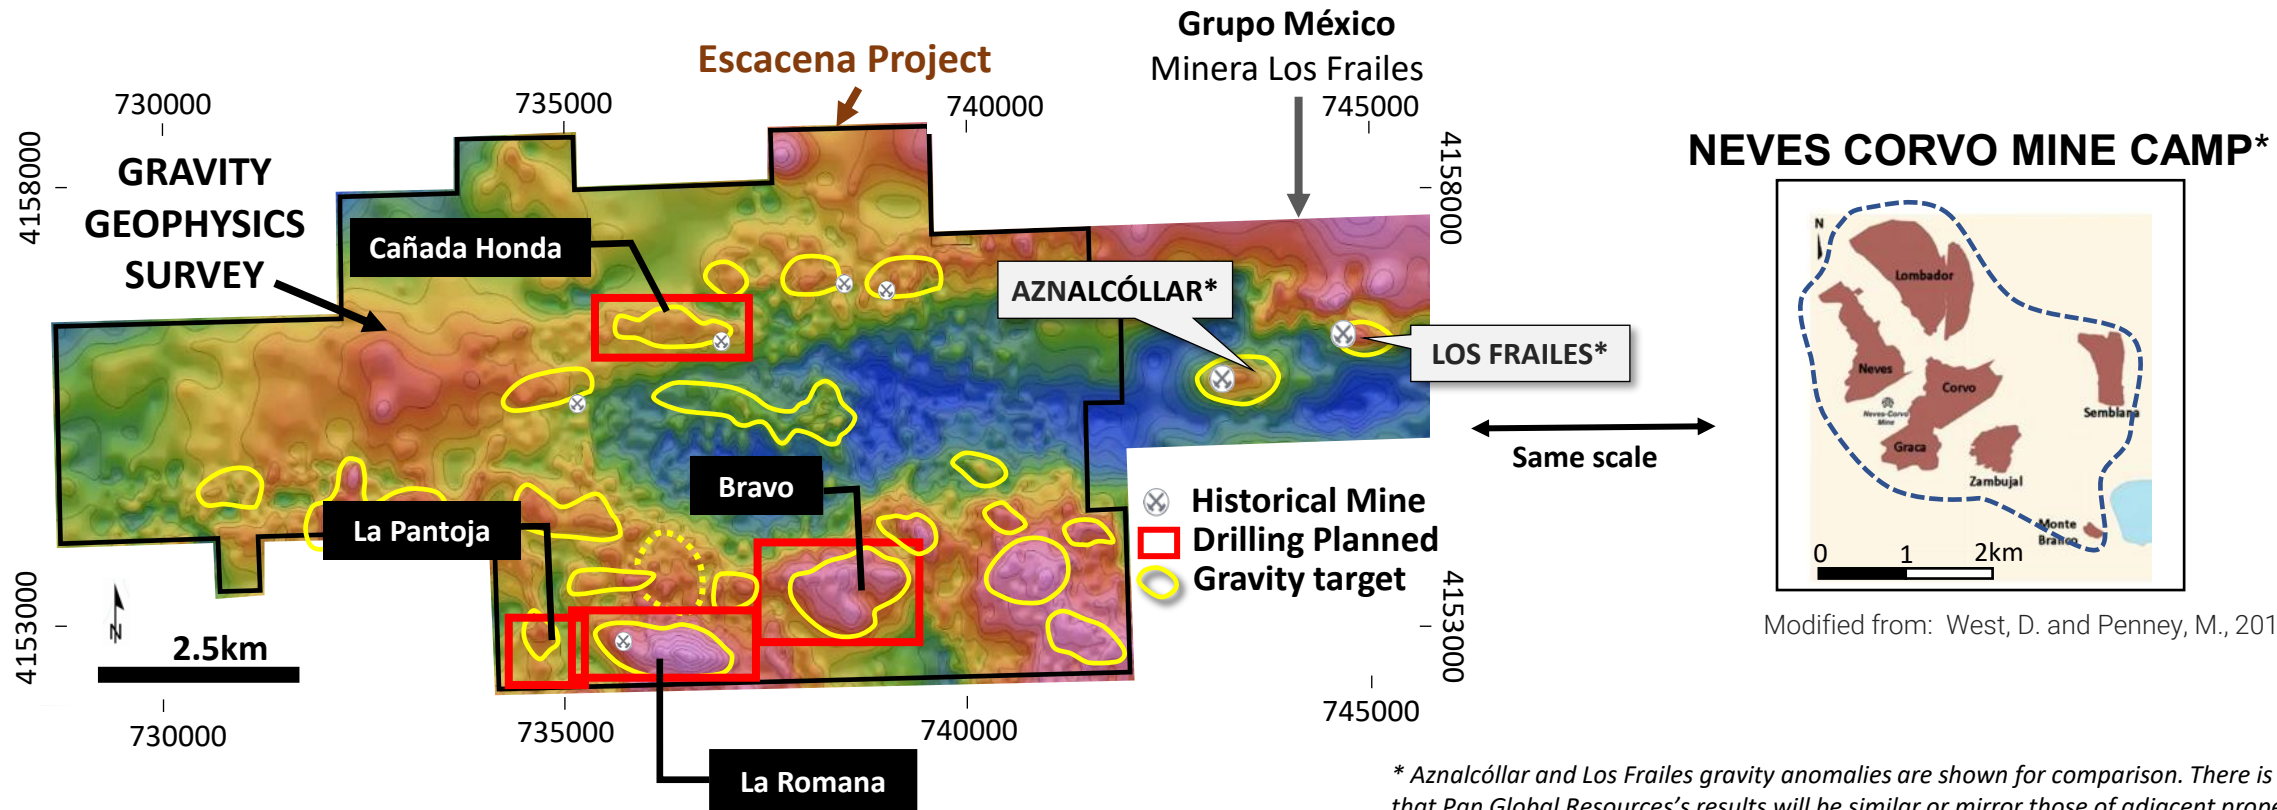 Grupo México
Minera Los Frailes
Escacena Project
730000
735000
740000
745000
4158000
4158000
GRAVITY
GEOPHYSICS
SURVEY
Cañada Honda
AZNALCÓLLAR*
LOS FRAILES*
Bravo
La Pantoja
La Romana
Historical Mine
Drilling Planned
Gravity target
4153000
4153000
N
2.5km
730000
735000
740000
745000
Same scale
NEVES CORVO MINE CAMP*
N
Lombador
Neves
Corvo
Neves-Corvo
Mine
Semblana
Graca
Zambujal
Monte
Branco
0 1 2km
Modified from: West, D. and Penney, M., 201
* Aznalcóllar and Los Frailes gravity anomalies are shown for comparison. There is
that Pan Global Resources's results will be similar or mirror those of adjacent